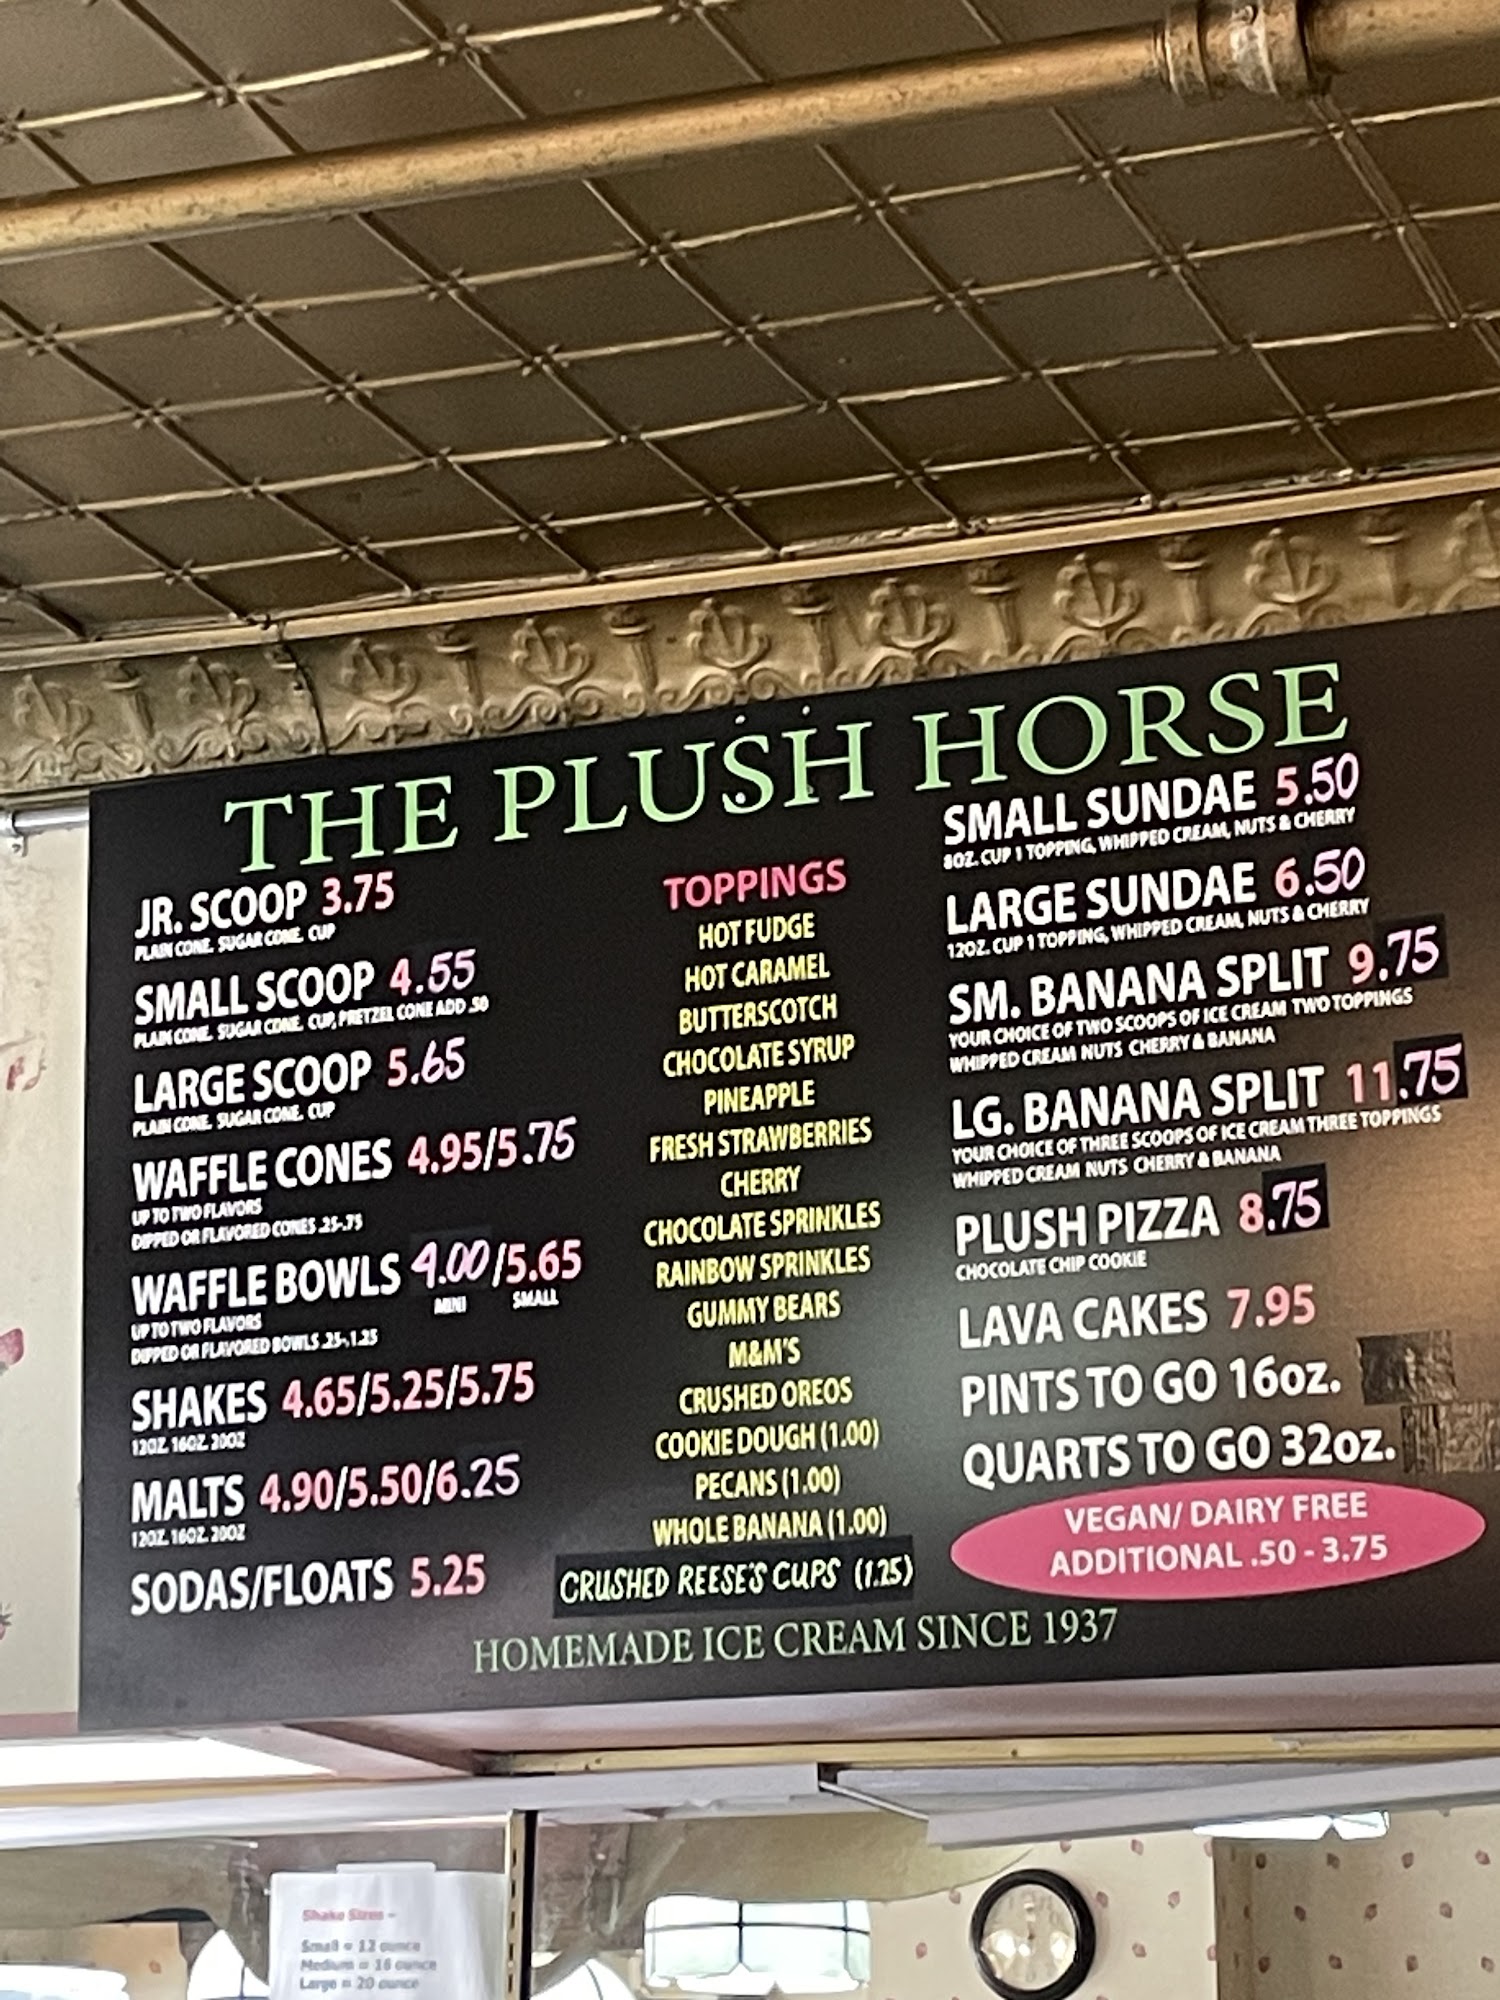 THE PLUSH HORSE
JR. SCOOP 3.75
PLAIN CONE. SUGAR CONE. CUP
SMALL SCOOP 4.55
PLAIN CONE. SUGAR CONE. CUP, PRETZEL CONE ADD .50
LARGE SCOOP 5.65
PLAIN CONE. SUGAR CONE. CUP
WAFFLE CONES 4.95/5.75
UP TO TWO FLAVORS
DIPPED OR FLAVORED CONES .25-.75
WAFFLE BOWLS 4.00/5.65
MINI SMALL
UP TO TWO FLAVORS
DIPPED OR FLAVORED BOWLS .25-.1.25
SHAKES 4.65/5.25/5.75
12OZ. 16OZ. 20OZ
MALTS 4.90/5.50/6.25
12OZ. 16OZ. 20OZ
SODAS/FLOATS 5.25
TOPPINGS
HOT FUDGE
HOT CARAMEL
BUTTERSCOTCH
CHOCOLATE SYRUP
PINEAPPLE
FRESH STRAWBERRIES
CHERRY
CHOCOLATE SPRINKLES
RAINBOW SPRINKLES
GUMMY BEARS
M&M'S
CRUSHED OREOS
COOKIE DOUGH (1.00)
PECANS (1.00)
WHOLE BANANA (1.00)
CRUSHED REESE'S CUPS (1.25)
SMALL SUNDAE 5.50
8OZ. CUP 1 TOPPING, WHIPPED CREAM, NUTS & CHERRY
LARGE SUNDAE 6.50
12OZ. CUP 1 TOPPING, WHIPPED CREAM, NUTS & CHERRY
SM. BANANA SPLIT 9.75
YOUR CHOICE OF TWO SCOOPS OF ICE CREAM TWO TOPPINGS
WHIPPED CREAM NUTS CHERRY & BANANA
LG. BANANA SPLIT 11.75
YOUR CHOICE OF THREE SCOOPS OF ICE CREAM THREE TOPPINGS
WHIPPED CREAM NUTS CHERRY & BANANA
PLUSH PIZZA 8.75
CHOCOLATE CHIP COOKIE
LAVA CAKES 7.95
PINTS TO GO 16oz.
QUARTS TO GO 32oz.
VEGAN/ DAIRY FREE
ADDITIONAL .50 - 3.75
HOMEMADE ICE CREAM SINCE 1937
Shake Sizes -
Small = 12 ounce
Medium = 16 ounce
Large = 20 ounce